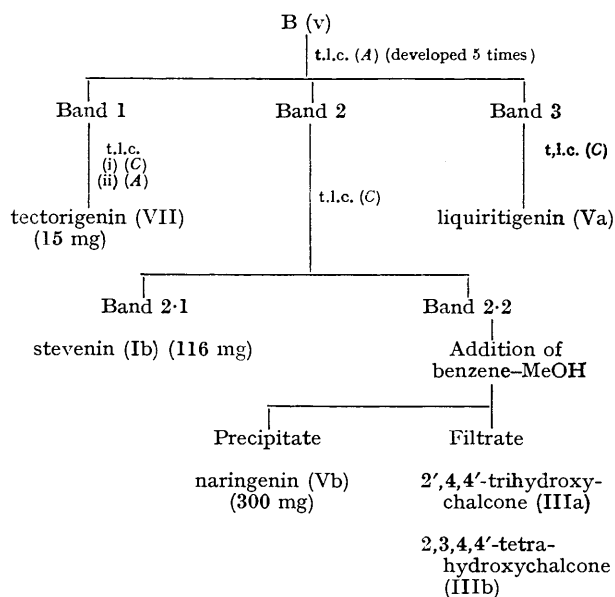 B (v)
t.l.c. (A) (developed 5 times)
Band 1
Band 2
Band 3
t.l.c.
(i) (C)
(ii) (A)
t.l.c. (C)
t,l.c. (C)
tectorigenin (VII)
(15 mg)
liquiritigenin (Va)
Band 2·1
Band 2·2
stevenin (Ib) (116 mg)
Addition of
benzene–MeOH
Precipitate
Filtrate
naringenin (Vb)
(300 mg)
2′,4,4′-trihydroxy-
chalcone (IIIa)
2,3,4,4′-tetra-
hydroxychalcone
(IIIb)